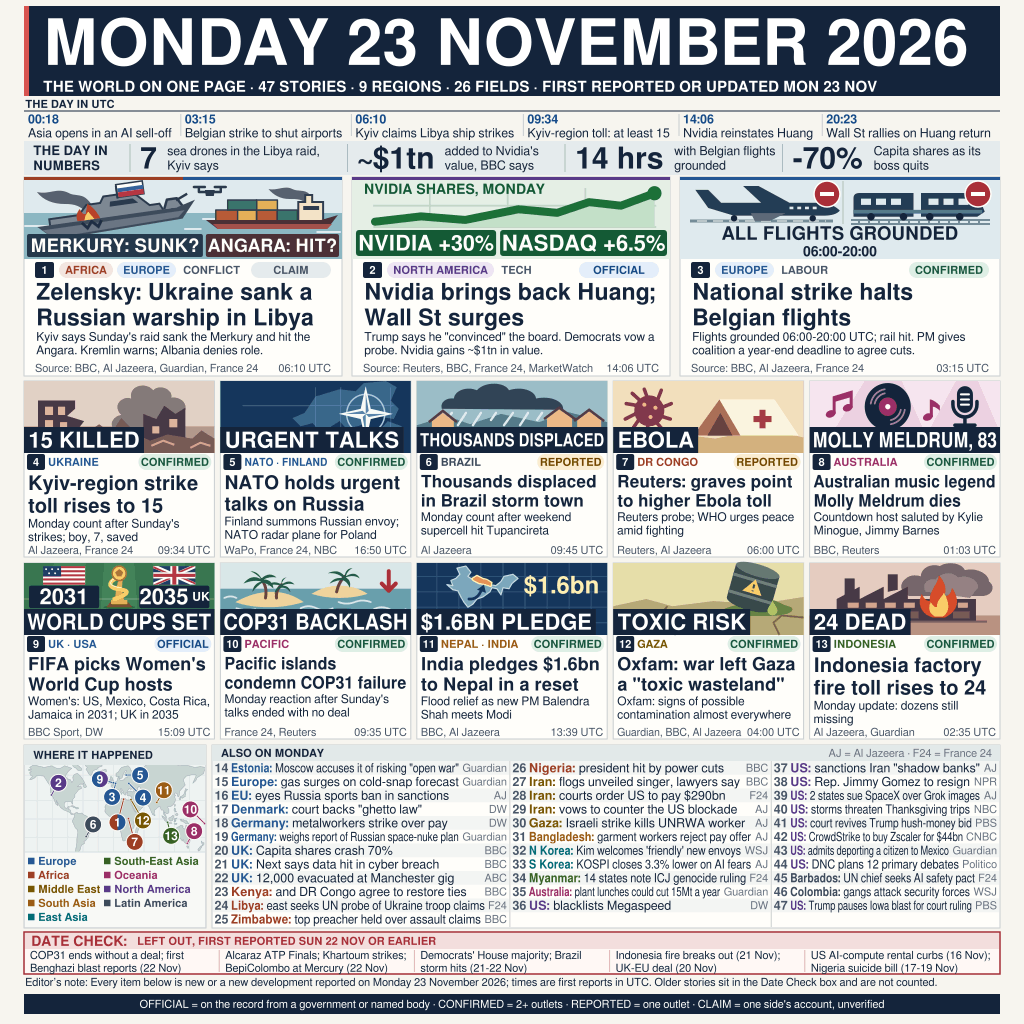 MONDAY 23 NOVEMBER 2026
THE WORLD ON ONE PAGE · 47 STORIES · 9 REGIONS · 26 FIELDS · FIRST REPORTED OR UPDATED MON 23 NOV
THE DAY IN UTC
00:18
Asia opens in an AI sell-off
03:15
Belgian strike to shut airports
06:10
Kyiv claims Libya ship strikes
09:34
Kyiv-region toll: at least 15
14:06
Nvidia reinstates Huang
20:23
Wall St rallies on Huang return
THE DAY IN
NUMBERS
7
sea drones in the Libya raid,
Kyiv says
~$1tn
added to Nvidia's
value, BBC says
14 hrs
with Belgian flights
grounded
-70%
Capita shares as its
boss quits
MERKURY: SUNK?
ANGARA: HIT?
1 AFRICA EUROPE CONFLICT CLAIM
Zelensky: Ukraine sank a
Russian warship in Libya
Kyiv says Sunday's raid sank the Merkury and hit the
Angara. Kremlin warns; Albania denies role.
Source: BBC, Al Jazeera, Guardian, France 24 06:10 UTC
NVIDIA SHARES, MONDAY
NVIDIA +30% NASDAQ +6.5%
2 NORTH AMERICA TECH OFFICIAL
Nvidia brings back Huang;
Wall St surges
Trump says he "convinced" the board. Democrats vow a
probe. Nvidia gains ~$1tn in value.
Source: Reuters, BBC, France 24, MarketWatch 14:06 UTC
ALL FLIGHTS GROUNDED
06:00-20:00
3 EUROPE LABOUR CONFIRMED
National strike halts
Belgian flights
Flights grounded 06:00-20:00 UTC; rail hit. PM gives
coalition a year-end deadline to agree cuts.
Source: BBC, Al Jazeera, France 24 03:15 UTC
15 KILLED
4 UKRAINE CONFIRMED
Kyiv-region strike
toll rises to 15
Monday count after Sunday's
strikes; boy, 7, saved
Al Jazeera, France 24 09:34 UTC
URGENT TALKS
5 NATO · FINLAND CONFIRMED
NATO holds urgent
talks on Russia
Finland summons Russian envoy;
NATO radar plane for Poland
WaPo, France 24, NBC 16:50 UTC
THOUSANDS DISPLACED
6 BRAZIL REPORTED
Thousands displaced
in Brazil storm town
Monday count after weekend
supercell hit Tupancireta
Al Jazeera 09:45 UTC
EBOLA
7 DR CONGO REPORTED
Reuters: graves point
to higher Ebola toll
Reuters probe; WHO urges peace
amid fighting
Reuters, Al Jazeera 06:00 UTC
MOLLY MELDRUM, 83
8 AUSTRALIA CONFIRMED
Australian music legend
Molly Meldrum dies
Countdown host saluted by Kylie
Minogue, Jimmy Barnes
BBC, Reuters 01:03 UTC
2031 2035 UK
WORLD CUPS SET
9 UK · USA OFFICIAL
FIFA picks Women's
World Cup hosts
Women's: US, Mexico, Costa Rica,
Jamaica in 2031; UK in 2035
BBC Sport, DW 15:09 UTC
COP31 BACKLASH
10 PACIFIC CONFIRMED
Pacific islands
condemn COP31 failure
Monday reaction after Sunday's
talks ended with no deal
France 24, Reuters 09:35 UTC
$1.6bn
$1.6BN PLEDGE
11 NEPAL · INDIA CONFIRMED
India pledges $1.6bn
to Nepal in a reset
Flood relief as new PM Balendra
Shah meets Modi
BBC, Al Jazeera 13:39 UTC
TOXIC RISK
12 GAZA CONFIRMED
Oxfam: war left Gaza
a "toxic wasteland"
Oxfam: signs of possible
contamination almost everywhere
Guardian, BBC, Al Jazeera 04:00 UTC
24 DEAD
13 INDONESIA CONFIRMED
Indonesia factory
fire toll rises to 24
Monday update: dozens still
missing
Al Jazeera, Guardian 02:35 UTC
WHERE IT HAPPENED
2
9
5
3
4
11
6
1
12
10
7
13
8
Europe
Africa
Middle East
South Asia
East Asia
South-East Asia
Oceania
North America
Latin America
ALSO ON MONDAY
AJ = Al Jazeera · F24 = France 24
14 Estonia: Moscow accuses it of risking "open war" Guardian
15 Europe: gas surges on cold-snap forecast Guardian
16 EU: eyes Russia sports ban in sanctions AJ
17 Denmark: court backs "ghetto law" DW
18 Germany: metalworkers strike over pay DW
19 Germany: weighs report of Russian space-nuke plan Guardian
20 UK: Capita shares crash 70% BBC
21 UK: Next says data hit in cyber breach BBC
22 UK: 12,000 evacuated at Manchester gig ABC
23 Kenya: and DR Congo agree to restore ties BBC
24 Libya: east seeks UN probe of Ukraine troop claims F24
25 Zimbabwe: top preacher held over assault claims BBC
26 Nigeria: president hit by power cuts BBC
27 Iran: flogs unveiled singer, lawyers say BBC
28 Iran: courts order US to pay $290bn F24
29 Iran: vows to counter the US blockade AJ
30 Gaza: Israeli strike kills UNRWA worker AJ
31 Bangladesh: garment workers reject pay offer AJ
32 N Korea: Kim welcomes 'friendly' new envoys WSJ
33 S Korea: KOSPI closes 3.3% lower on AI fears AJ
34 Myanmar: 14 states note ICJ genocide ruling F24
35 Australia: plant lunches could cut 15Mt a year Guardian
36 US: blacklists Megaspeed DW
37 US: sanctions Iran "shadow banks" AJ
38 US: Rep. Jimmy Gomez to resign NPR
39 US: 2 states sue SpaceX over Grok images AJ
40 US: storms threaten Thanksgiving trips NBC
41 US: court revives Trump hush-money bid PBS
42 US: CrowdStrike to buy Zscaler for $44bn CNBC
43 US: admits deporting a citizen to Mexico Guardian
44 US: DNC plans 12 primary debates Politico
45 Barbados: UN chief seeks AI safety pact F24
46 Colombia: gangs attack security forces WSJ
47 US: Trump pauses Iowa blast for court ruling PBS
DATE CHECK: LEFT OUT, FIRST REPORTED SUN 22 NOV OR EARLIER
COP31 ends without a deal; first
Benghazi blast reports (22 Nov)
Alcaraz ATP Finals; Khartoum strikes;
BepiColombo at Mercury (22 Nov)
Democrats' House majority; Brazil
storm hits (21-22 Nov)
Indonesia fire breaks out (21 Nov);
UK-EU deal (20 Nov)
US AI-compute rental curbs (16 Nov);
Nigeria suicide bill (17-19 Nov)
Editor's note: Every item below is new or a new development reported on Monday 23 November 2026; times are first reports in UTC. Older stories sit in the Date Check box and are not counted.
OFFICIAL = on the record from a government or named body · CONFIRMED = 2+ outlets · REPORTED = one outlet · CLAIM = one side's account, unverified